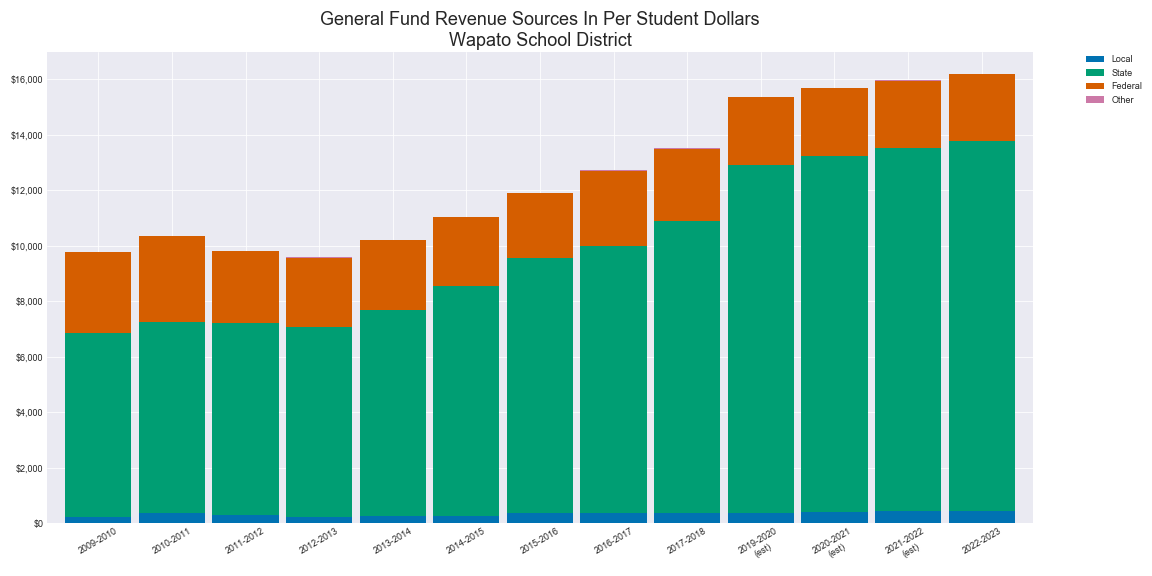 General Fund Revenue Sources In Per Student Dollars
Wapato School District
Local
State
Federal
Other
$16,000
$14,000
$12,000
$10,000
$8,000
$6,000
$4,000
$2,000
$0
2009-2010
2010-2011
2011-2012
2012-2013
2013-2014
2014-2015
2015-2016
2016-2017
2017-2018
2019-2020
(est)
2020-2021
(est)
2021-2022
(est)
2022-2023